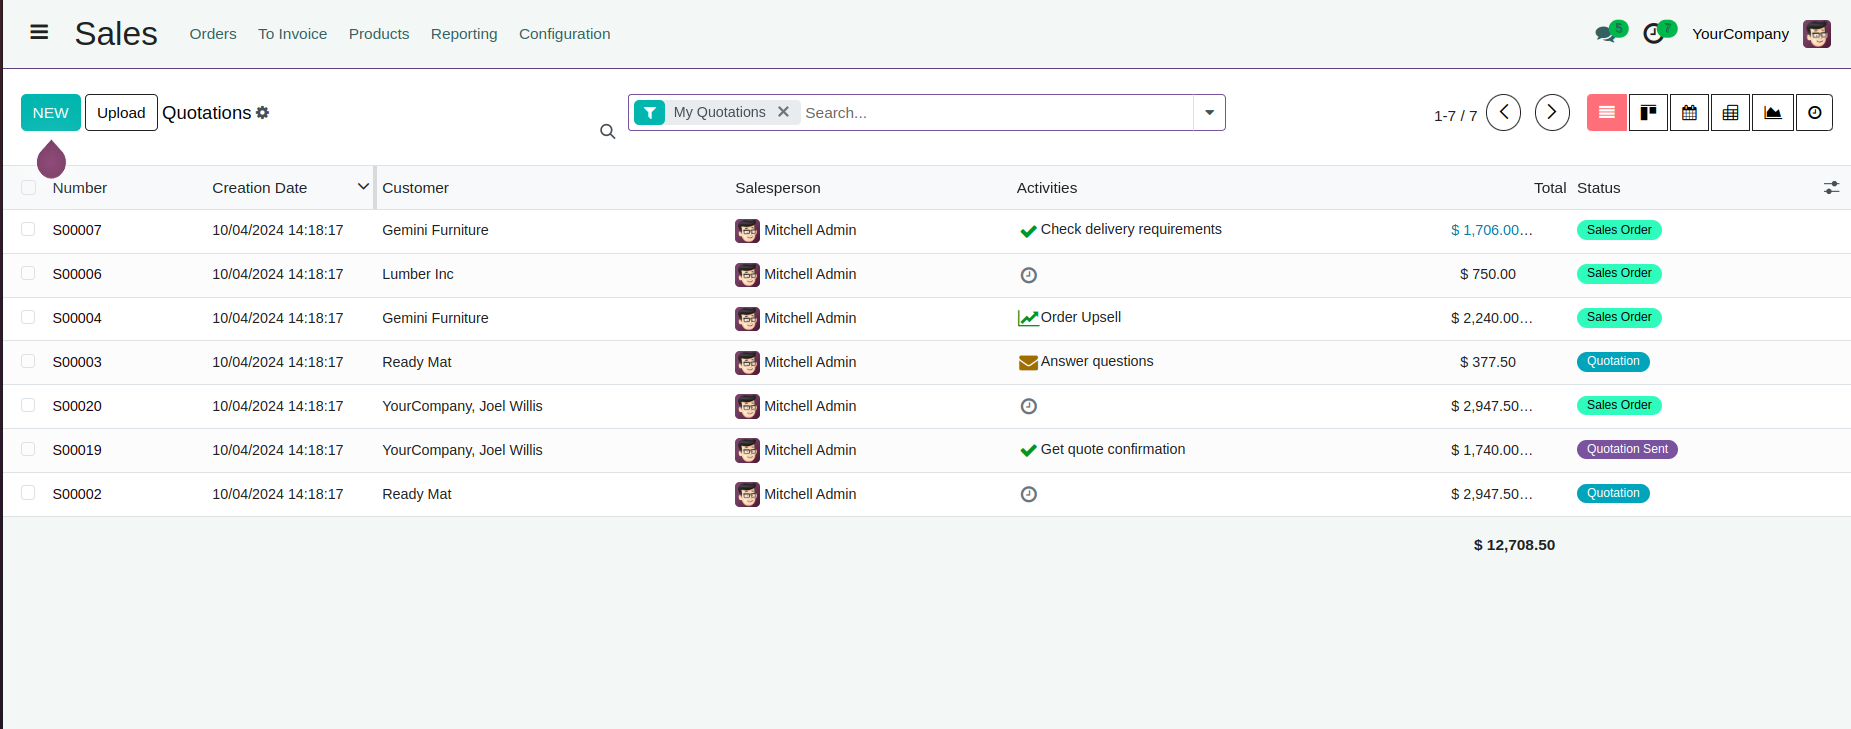 Sales Orders To Invoice Products Reporting Configuration 5 7 YourCompany
NEW Upload Quotations My Quotations Search... 1-7 / 7
Number Creation Date Customer Salesperson Activities Total Status
S00007 10/04/2024 14:18:17 Gemini Furniture Mitchell Admin Check delivery requirements $ 1,706.00... Sales Order
S00006 10/04/2024 14:18:17 Lumber Inc Mitchell Admin $ 750.00 Sales Order
S00004 10/04/2024 14:18:17 Gemini Furniture Mitchell Admin Order Upsell $ 2,240.00... Sales Order
S00003 10/04/2024 14:18:17 Ready Mat Mitchell Admin Answer questions $ 377.50 Quotation
S00020 10/04/2024 14:18:17 YourCompany, Joel Willis Mitchell Admin $ 2,947.50... Sales Order
S00019 10/04/2024 14:18:17 YourCompany, Joel Willis Mitchell Admin Get quote confirmation $ 1,740.00... Quotation Sent
S00002 10/04/2024 14:18:17 Ready Mat Mitchell Admin $ 2,947.50... Quotation
$ 12,708.50